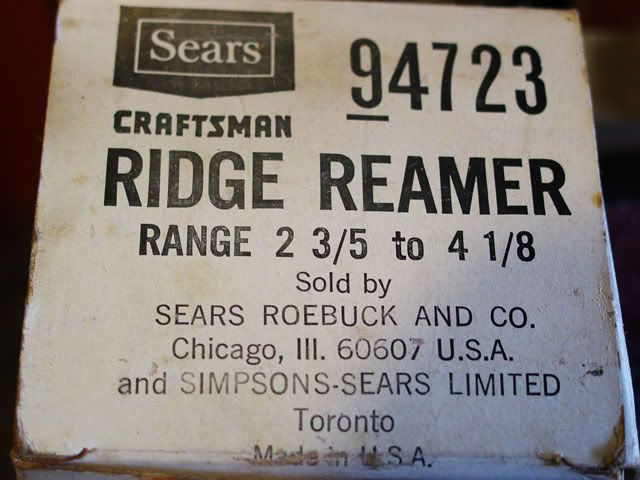 Sears 94723
CRAFTSMAN
RIDGE REAMER
RANGE 2 3/5 to 4 1/8
Sold by
SEARS ROEBUCK AND CO.
Chicago, Ill. 60607 U.S.A.
and SIMPSONS-SEARS LIMITED
Toronto
Made in U.S.A.